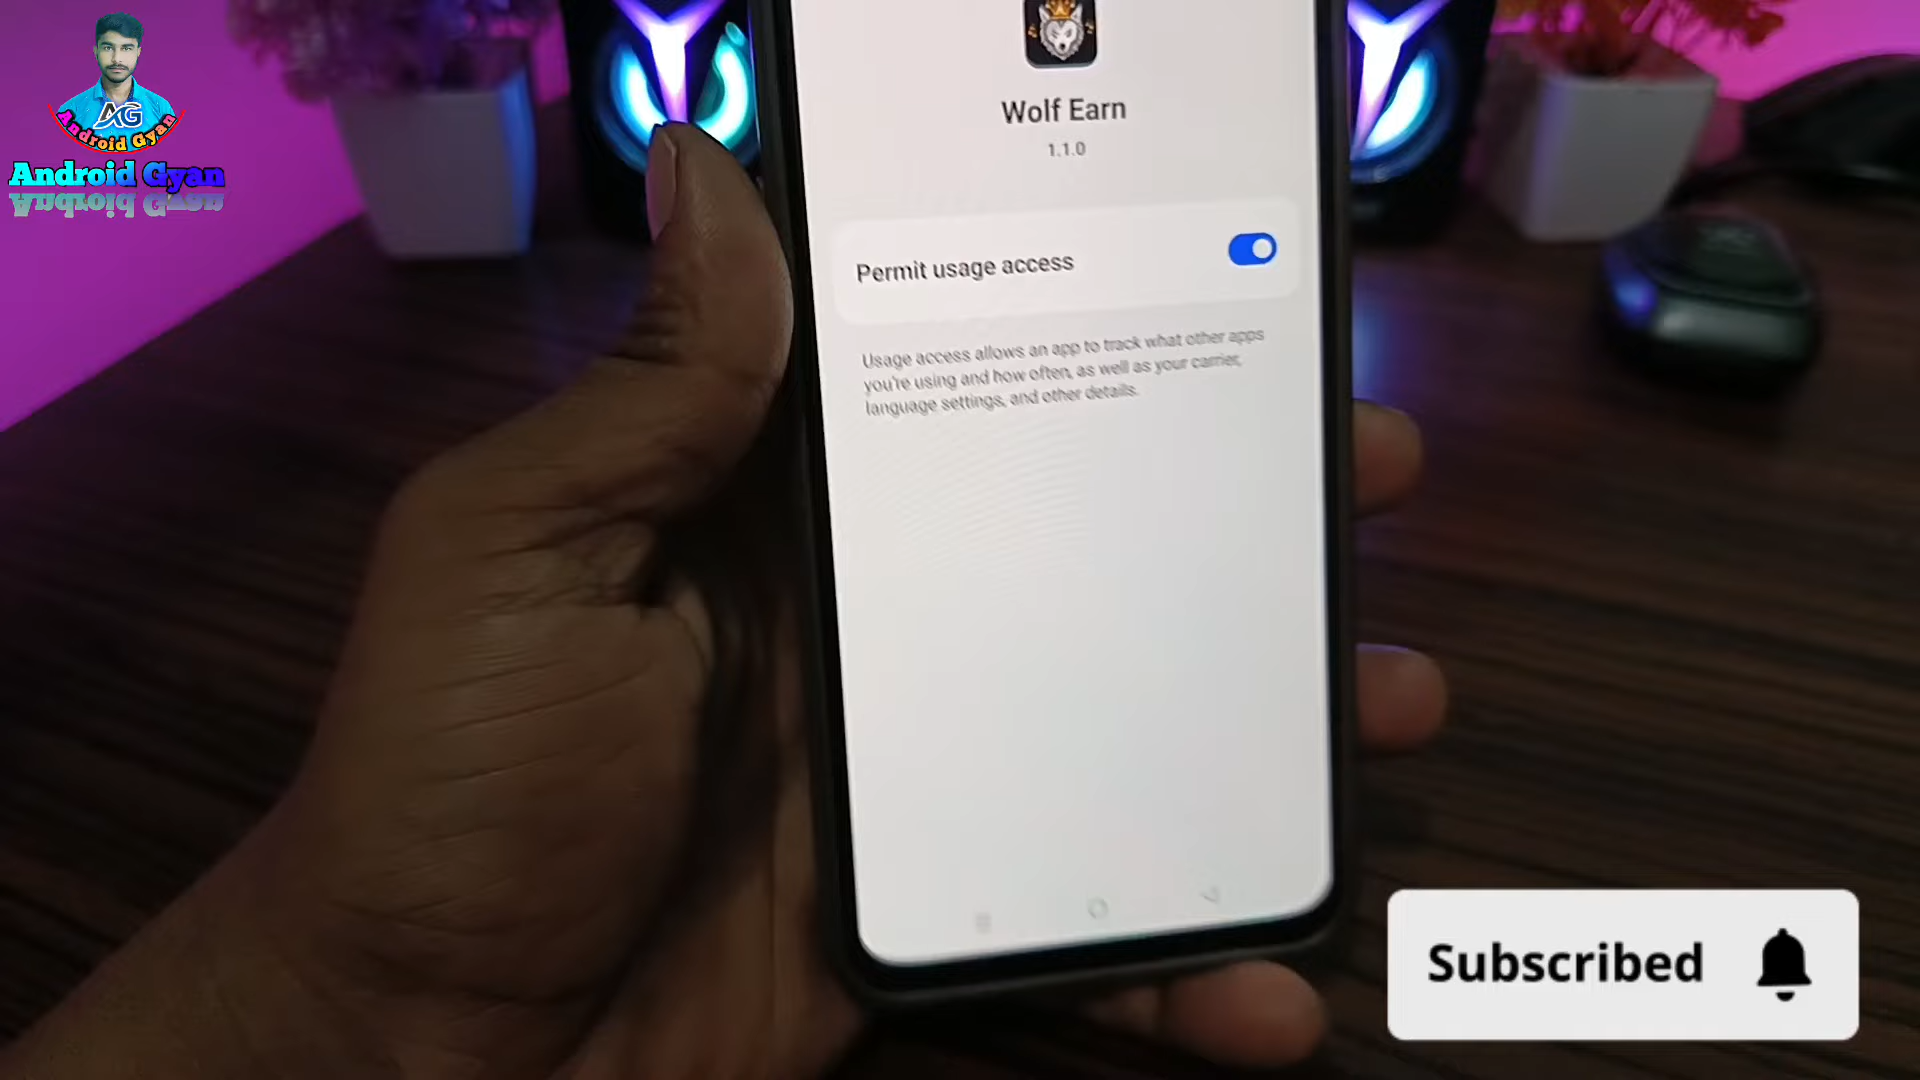 AG
Android Gyan
Android Gyan
Wolf Earn
1.1.0
Permit usage access
Usage access allows an app to track what other apps
you're using and how often, as well as your carrier,
language settings, and other details.
Subscribed